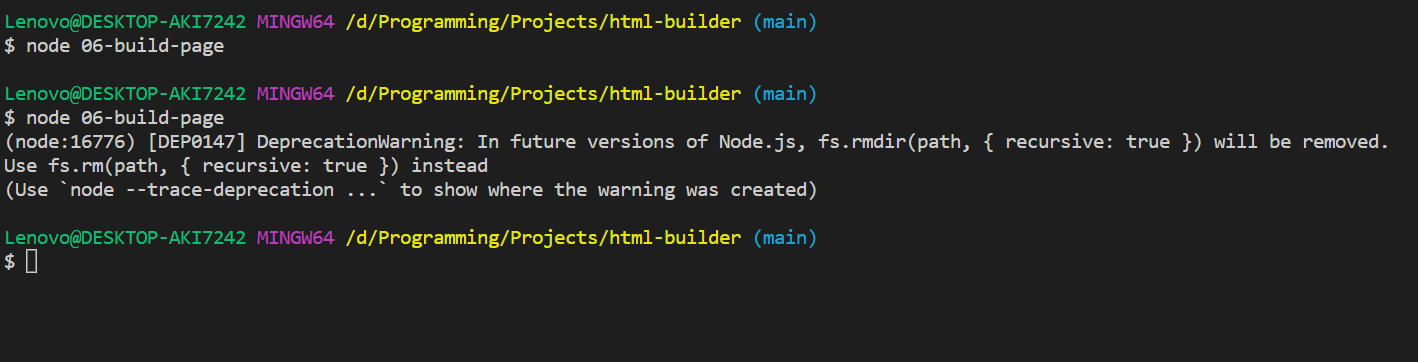 Lenovo@DESKTOP-AKI7242 MINGW64 /d/Programming/Projects/html-builder (main)
$ node 06-build-page
Lenovo@DESKTOP-AKI7242 MINGW64 /d/Programming/Projects/html-builder (main)
$ node 06-build-page
(node:16776) [DEP0147] DeprecationWarning: In future versions of Node.js, fs.rmdir(path, { recursive: true }) will be removed.
Use fs.rm(path, { recursive: true }) instead
(Use `node --trace-deprecation ...` to show where the warning was created)
Lenovo@DESKTOP-AKI7242 MINGW64 /d/Programming/Projects/html-builder (main)
$